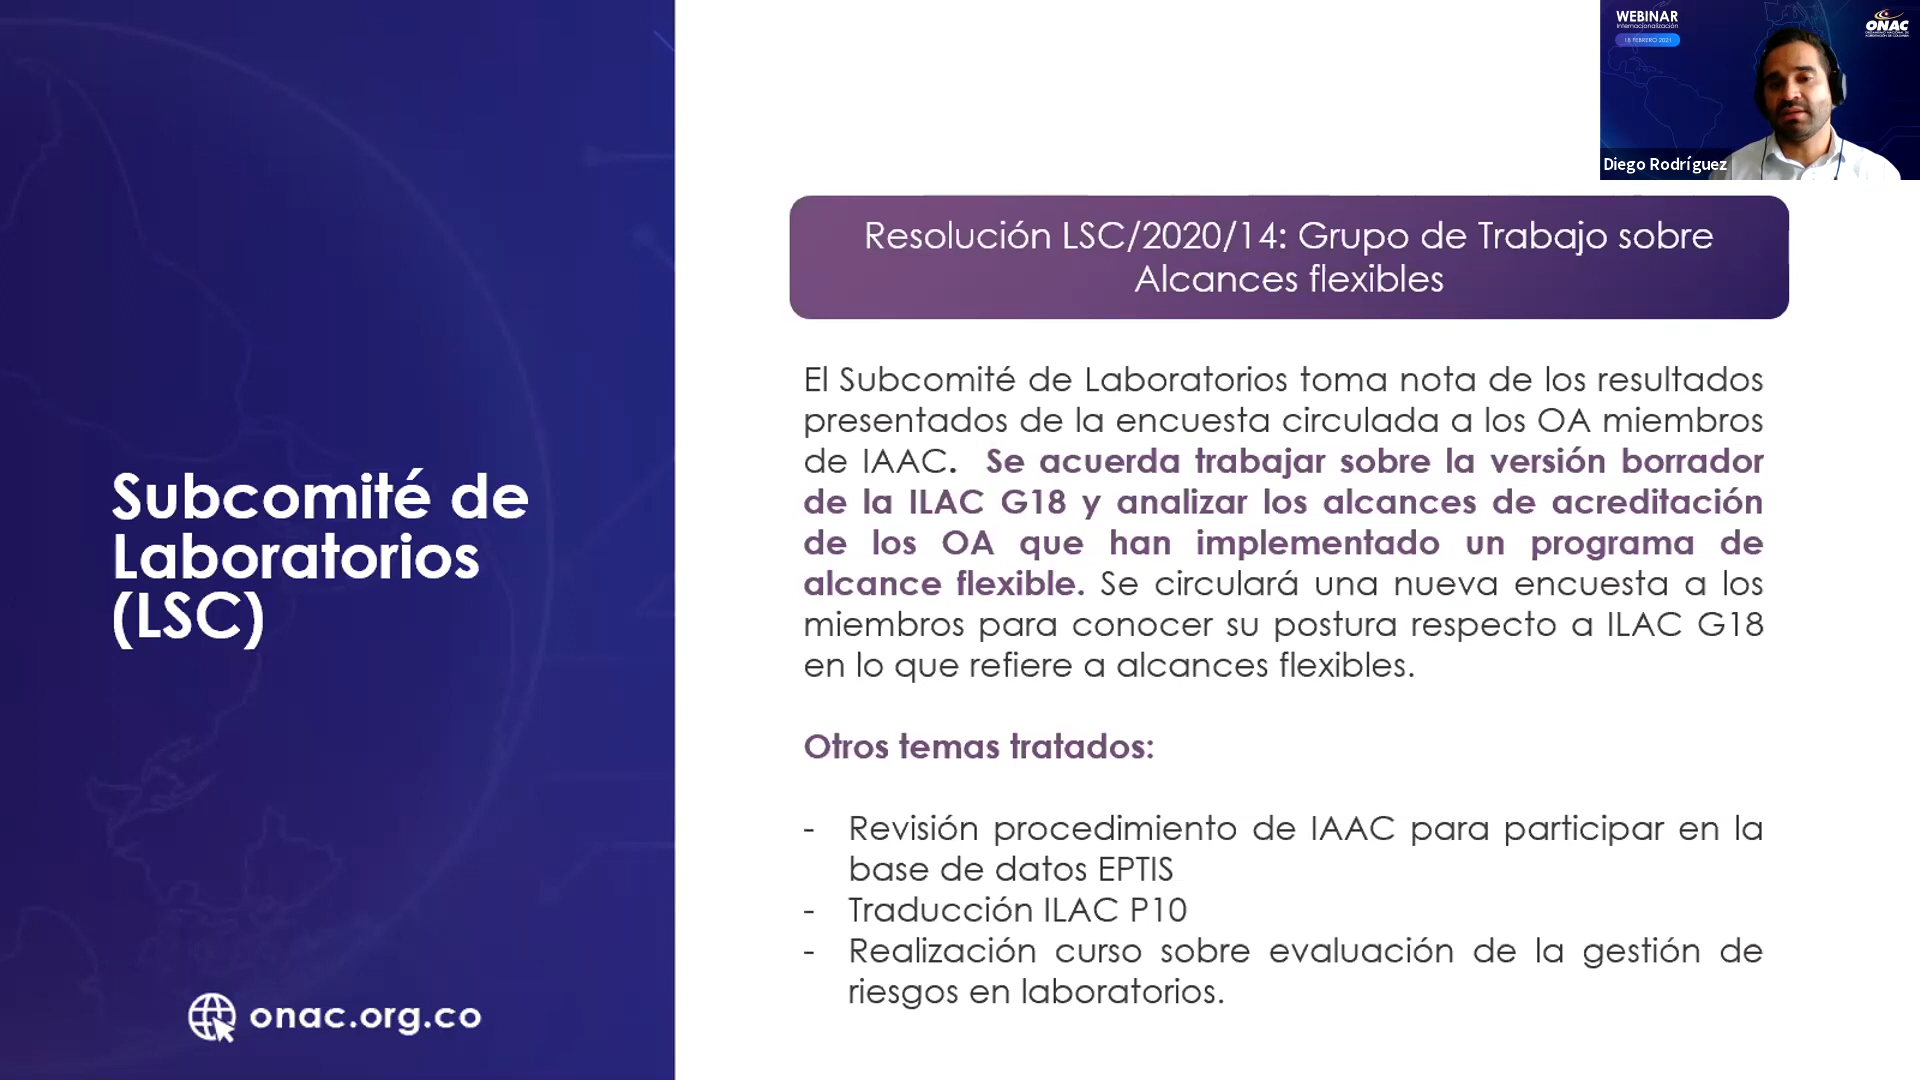 WEBINAR
Internacionalización
18 FEBRERO 2021
ONAC
Diego Rodríguez
Subcomité de
Laboratorios
(LSC)
onac.org.co
Resolución LSC/2020/14: Grupo de Trabajo sobre
Alcances flexibles
El Subcomité de Laboratorios toma nota de los resultados
presentados de la encuesta circulada a los OA miembros
de IAAC. Se acuerda trabajar sobre la versión borrador
de la ILAC G18 y analizar los alcances de acreditación
de los OA que han implementado un programa de
alcance flexible. Se circulará una nueva encuesta a los
miembros para conocer su postura respecto a ILAC G18
en lo que refiere a alcances flexibles.
Otros temas tratados:
- Revisión procedimiento de IAAC para participar en la
base de datos EPTIS
- Traducción ILAC P10
- Realización curso sobre evaluación de la gestión de
riesgos en laboratorios.